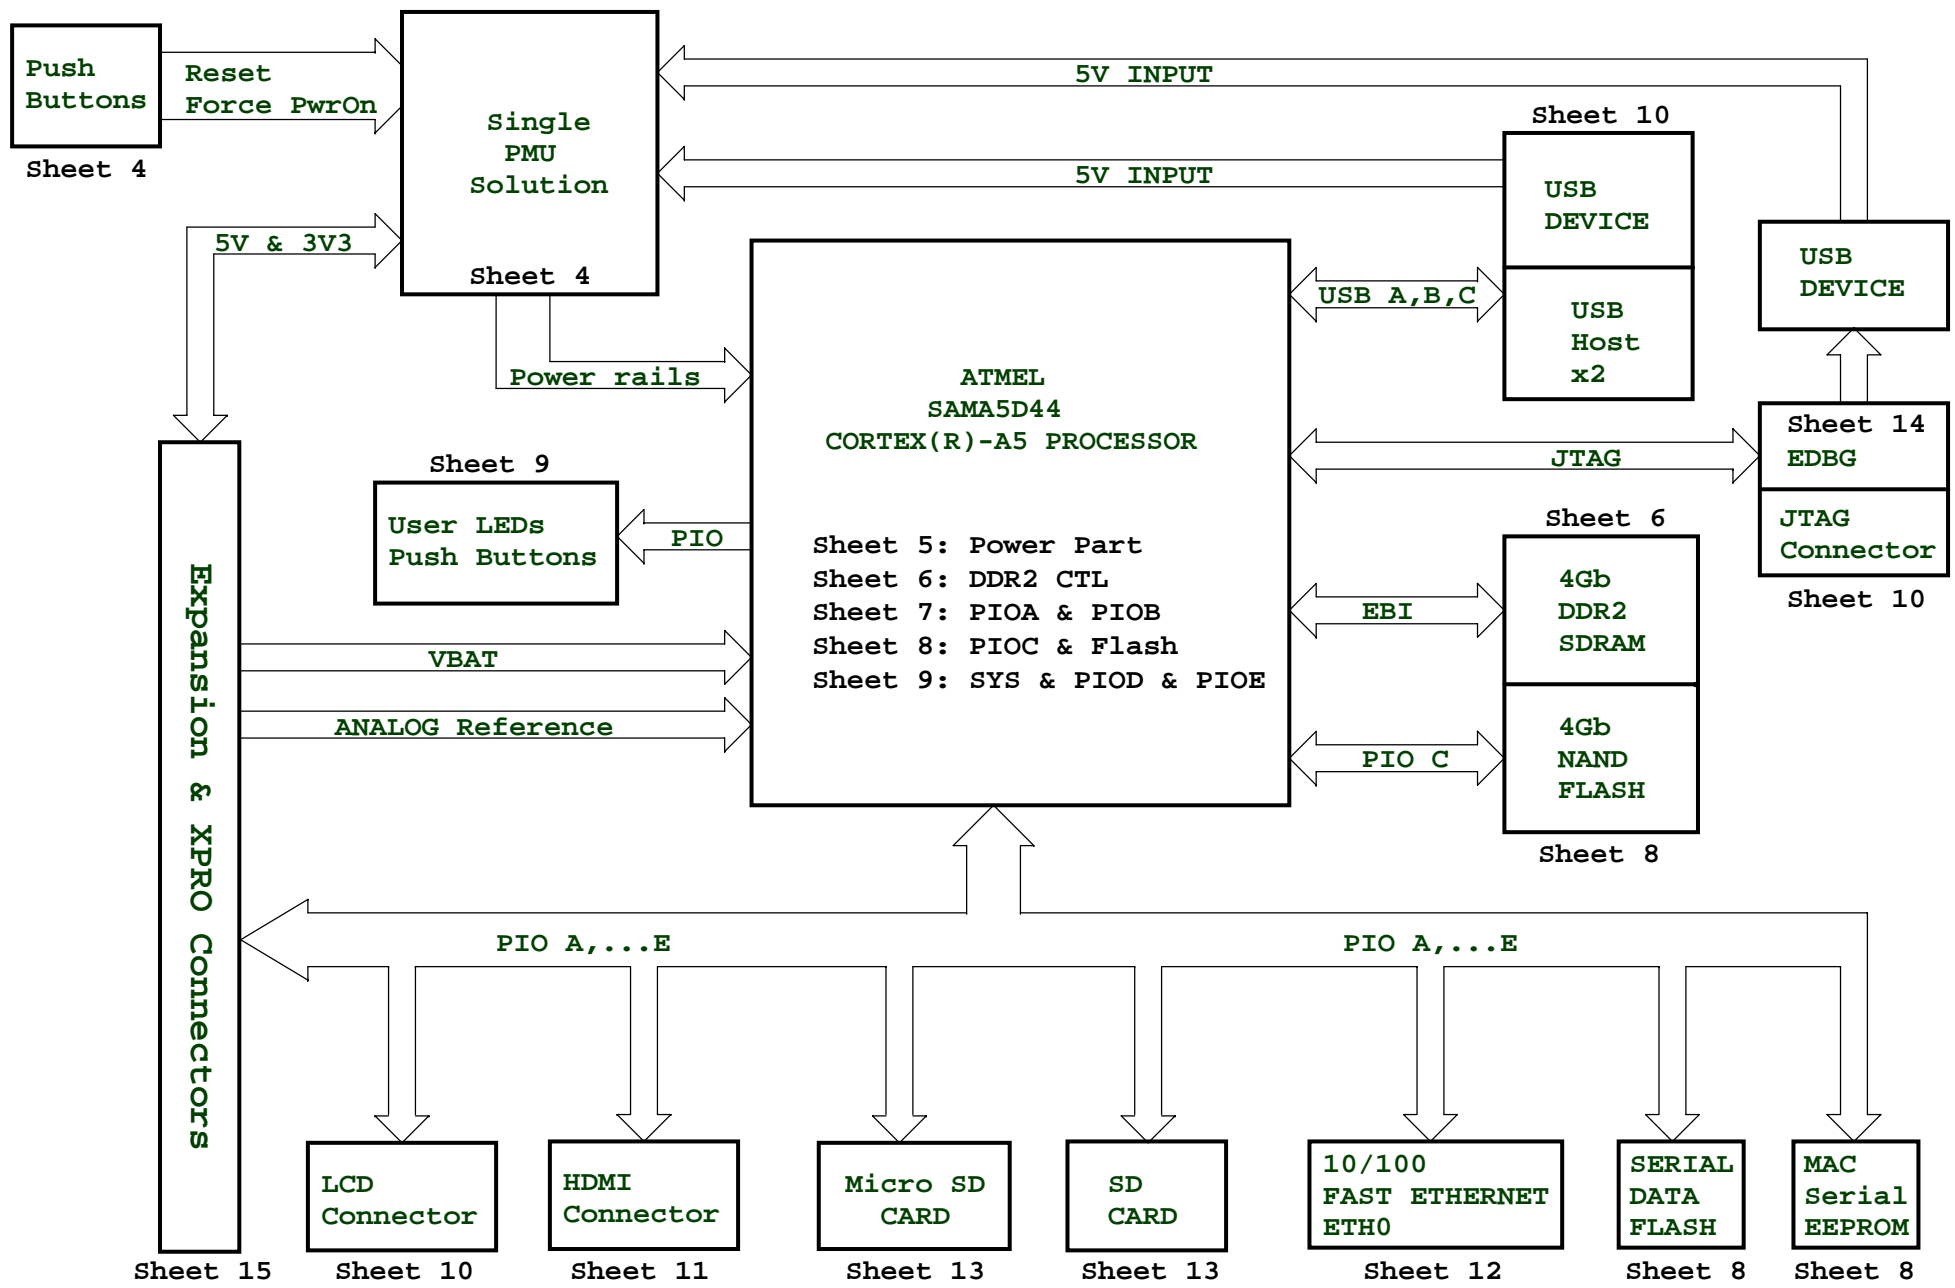 Push
Buttons
Sheet 4
Reset
Force PwrOn
Single
PMU
Solution
Sheet 4
5V INPUT
5V INPUT
Sheet 10
USB
DEVICE
USB
Host
x2
USB A,B,C
USB
DEVICE
5V & 3V3
Power rails
ATMEL
SAMA5D44
CORTEX(R)-A5 PROCESSOR
Sheet 5: Power Part
Sheet 6: DDR2 CTL
Sheet 7: PIOA & PIOB
Sheet 8: PIOC & Flash
Sheet 9: SYS & PIOD & PIOE
JTAG
Sheet 14
EDBG
JTAG
Connector
Sheet 10
Sheet 9
User LEDs
Push Buttons
PIO
Sheet 6
4Gb
DDR2
SDRAM
EBI
4Gb
NAND
FLASH
PIO C
Sheet 8
VBAT
ANALOG Reference
Expansion & XPRO Connectors
Sheet 15
PIO A,...E
PIO A,...E
LCD
Connector
Sheet 10
HDMI
Connector
Sheet 11
Micro SD
CARD
Sheet 13
SD
CARD
Sheet 13
10/100
FAST ETHERNET
ETH0
Sheet 12
SERIAL
DATA
FLASH
Sheet 8
MAC
Serial
EEPROM
Sheet 8